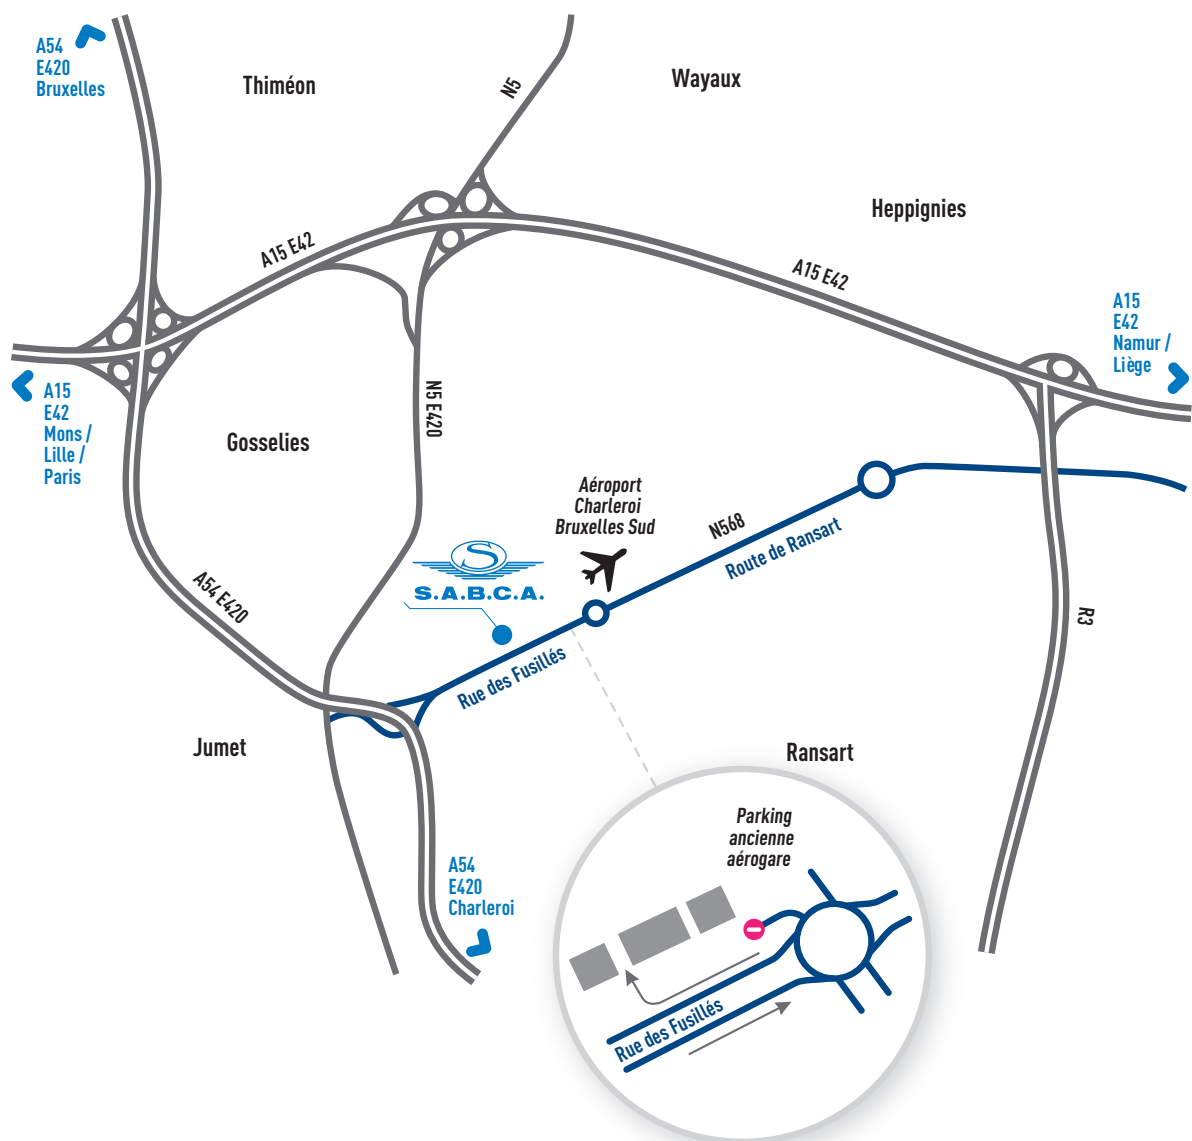 A54
E420
Bruxelles
Thiméon
N5
Wayaux
Heppignies
A15 E42
A15 E42
A15
E42
Namur /
Liège
A15
E42
Mons /
Lille /
Paris
N5 E420
Gosselies
Aéroport
Charleroi
Bruxelles Sud
N568
Route de Ransart
S
S.A.B.C.A.
A54 E420
R3
Rue des Fusillés
Jumet
Ransart
Parking
ancienne
aérogare
A54
E420
Charleroi
Rue des Fusillés